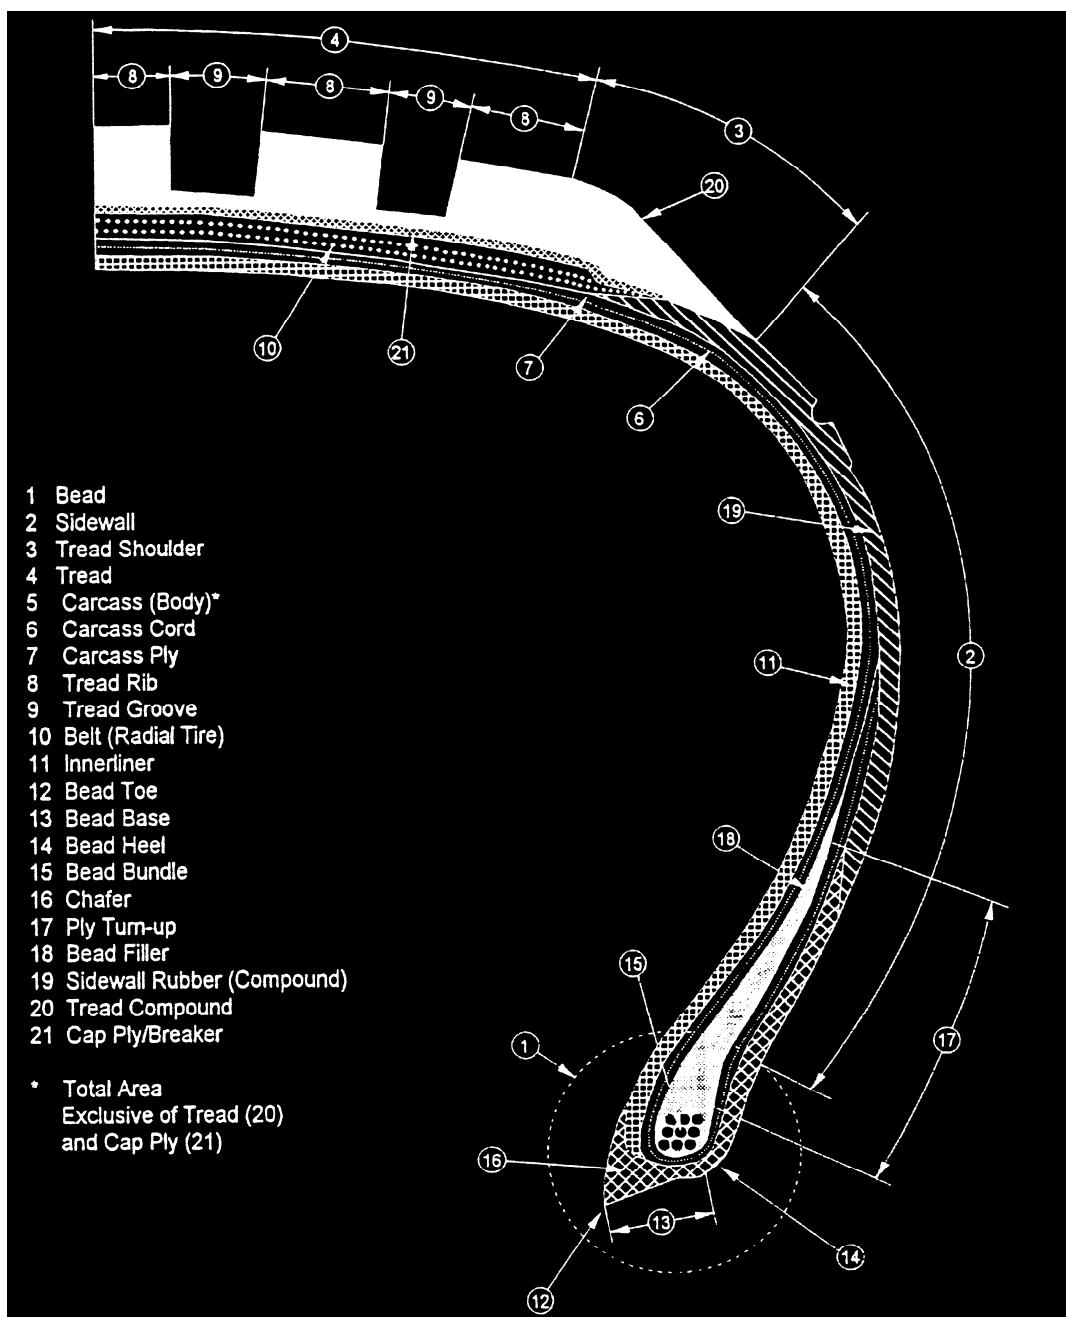 4
8 9 8 9 8
3
20
10 21 7 6
1 Bead
2 Sidewall
3 Tread Shoulder
4 Tread
5 Carcass (Body)*
6 Carcass Cord
7 Carcass Ply
8 Tread Rib
9 Tread Groove
10 Belt (Radial Tire)
11 Innerliner
12 Bead Toe
13 Bead Base
14 Bead Heel
15 Bead Bundle
16 Chafer
17 Ply Turn-up
18 Bead Filler
19 Sidewall Rubber (Compound)
20 Tread Compound
21 Cap Ply/Breaker
* Total Area
Exclusive of Tread (20)
and Cap Ply (21)
19
2
11
18
15
17
1
16
13
14
12